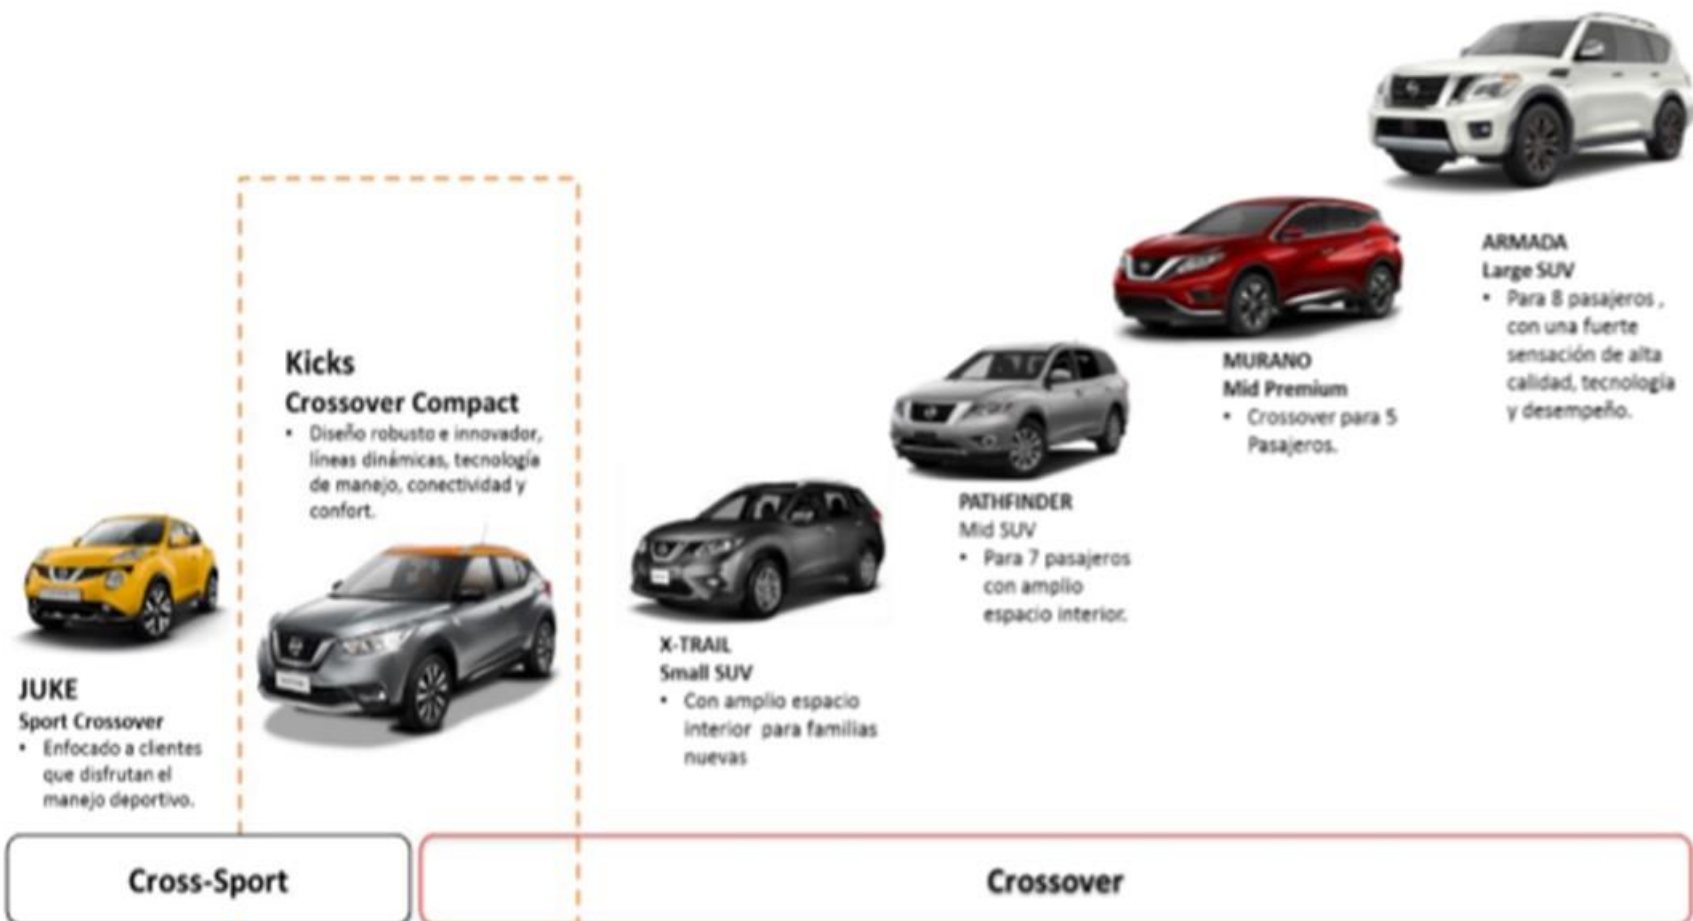 JUKE
Sport Crossover
• Enfocado a clientes
que disfrutan el
manejo deportivo.
Kicks
Crossover Compact
• Diseño robusto e innovador,
líneas dinámicas, tecnología
de manejo, conectividad y
confort.
X-TRAIL
Small SUV
• Con amplio espacio
interior para familias
nuevas
PATHFINDER
Mid SUV
• Para 7 pasajeros
con amplio
espacio interior.
MURANO
Mid Premium
• Crossover para 5
Pasajeros.
ARMADA
Large SUV
• Para 8 pasajeros ,
con una fuerte
sensación de alta
calidad, tecnología
y desempeño.
Cross-Sport
Crossover